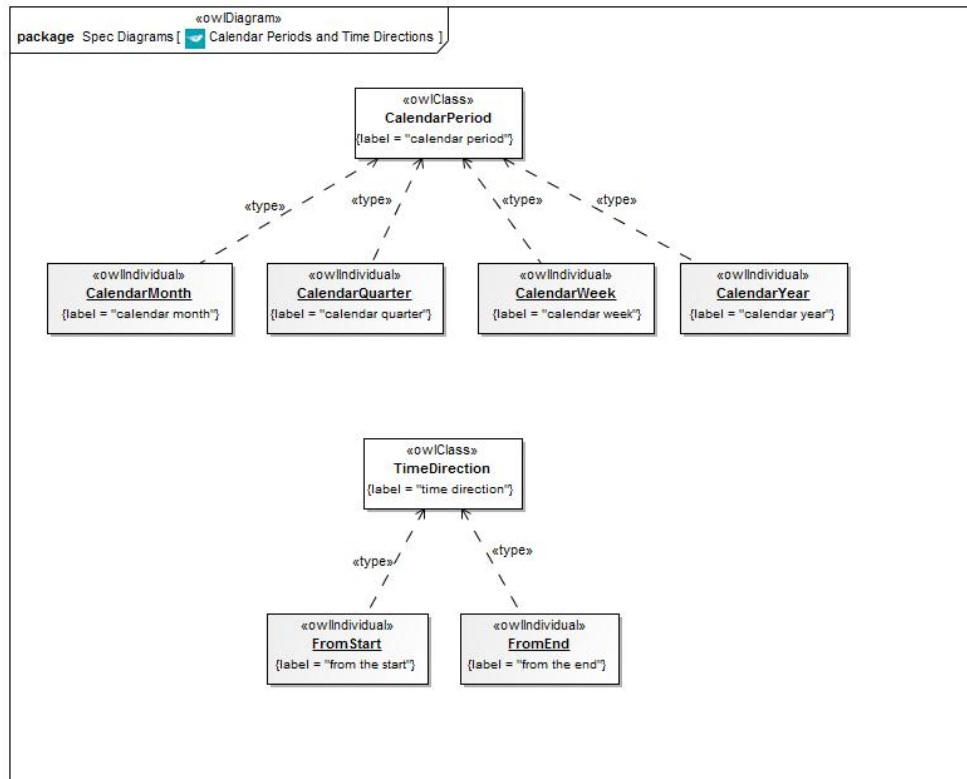 «owlDiagram»
package Spec Diagrams [ Calendar Periods and Time Directions ]
«owlClass»
CalendarPeriod
{label = "calendar period"}
«type» «type» «type» «type»
«owlIndividual» «owlIndividual» «owlIndividual» «owlIndividual»
CalendarMonth CalendarQuarter CalendarWeek CalendarYear
{label = "calendar month"} {label = "calendar quarter"} {label = "calendar week"} {label = "calendar year"}
«owlClass»
TimeDirection
{label = "time direction"}
«type» «type»
«owlIndividual» «owlIndividual»
FromStart FromEnd
{label = "from the start"} {label = "from the end"}